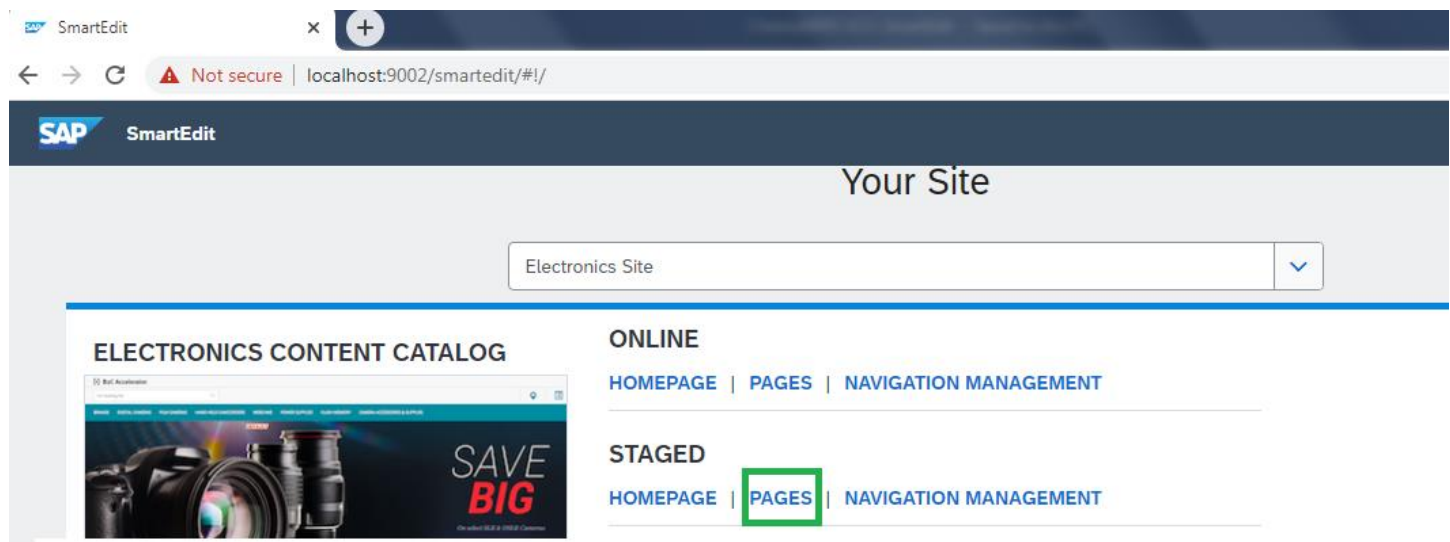 SAP SmartEdit
Not secure | localhost:9002/smartedit/#!/
SAP SmartEdit
Your Site
Electronics Site
ELECTRONICS CONTENT CATALOG
SAVE
BIG
ONLINE
HOMEPAGE | PAGES | NAVIGATION MANAGEMENT
STAGED
HOMEPAGE | PAGES | NAVIGATION MANAGEMENT